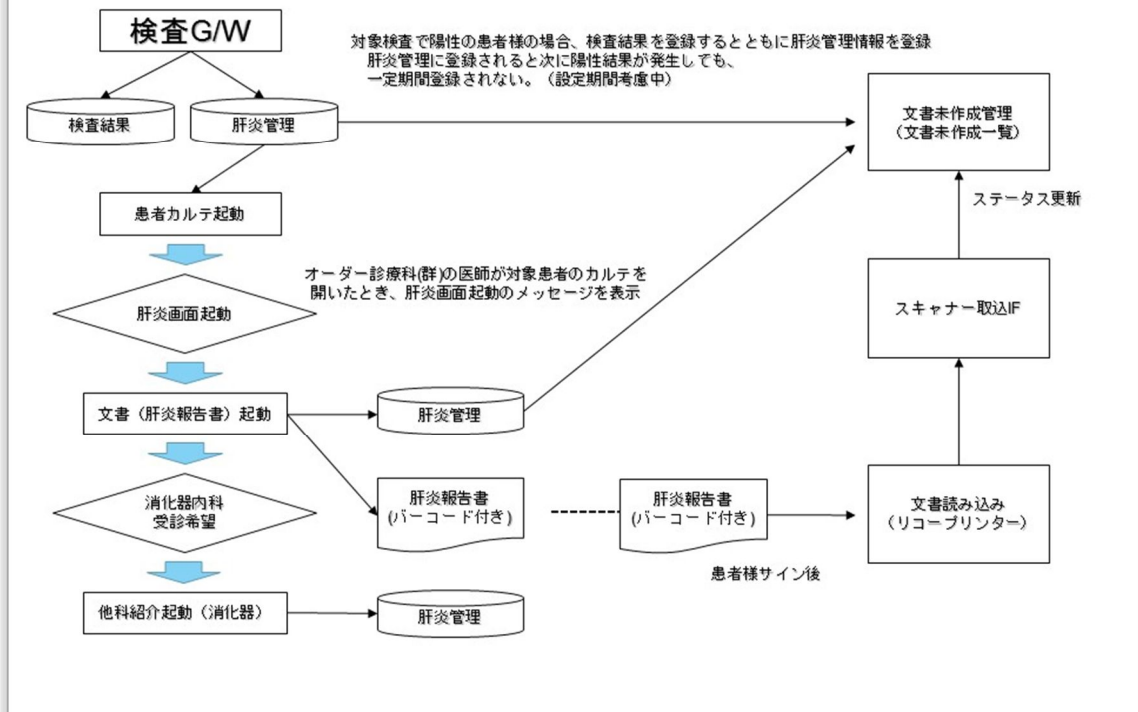 検査G/W
対象検査で陽性の患者様の場合、検査結果を登録するとともに肝炎管理情報を登録
肝炎管理に登録されると次に陽性結果が発生しても、
一定期間登録されない。（設定期間考慮中）
検査結果
肝炎管理
文書未作成管理
（文書未作成一覧）
患者カルテ起動
ステータス更新
オーダー診療科(群)の医師が対象患者のカルテを
開いたとき、肝炎画面起動のメッセージを表示
肝炎画面起動
スキャナー取込IF
文書（肝炎報告書）起動
肝炎管理
消化器内科
受診希望
肝炎報告書
(バーコード付き)
肝炎報告書
(バーコード付き)
文書読み込み
（リコープリンター）
患者様サイン後
他科紹介起動（消化器）
肝炎管理